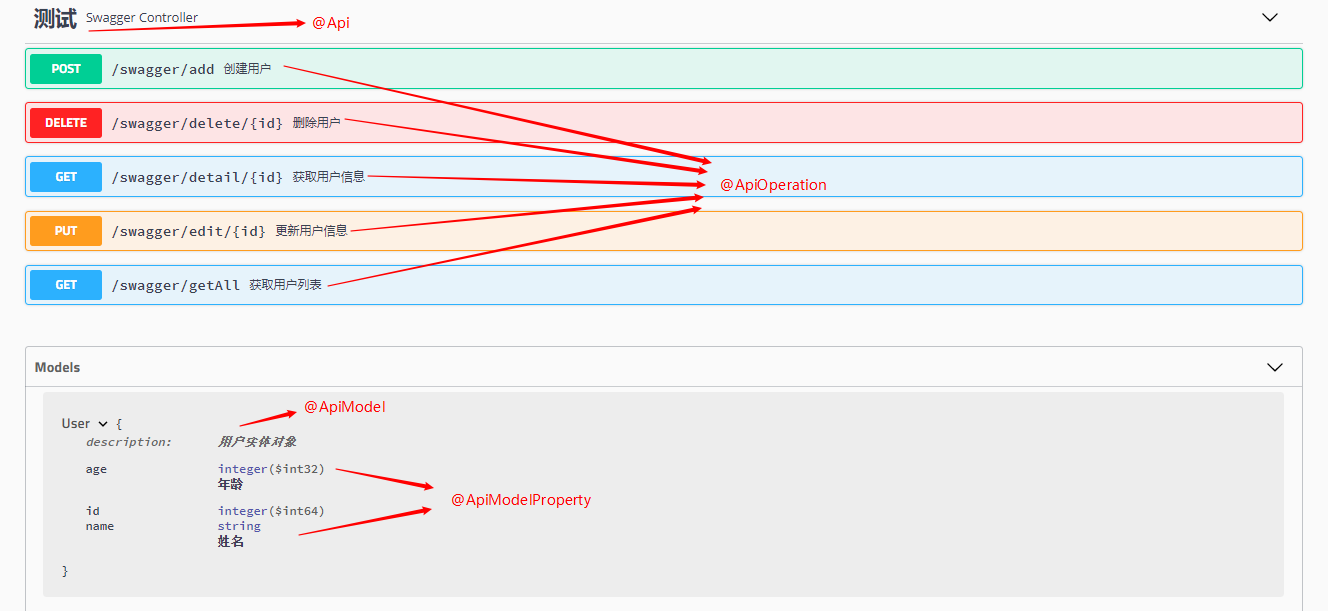 测试 Swagger Controller @Api
POST /swagger/add 创建用户
DELETE /swagger/delete/{id} 删除用户
GET /swagger/detail/{id} 获取用户信息 @ApiOperation
PUT /swagger/edit/{id} 更新用户信息
GET /swagger/getAll 获取用户列表
Models
@ApiModel
User {
description: 用户实体对象
age integer($int32)
年龄
@ApiModelProperty
id integer($int64)
name string
姓名
}